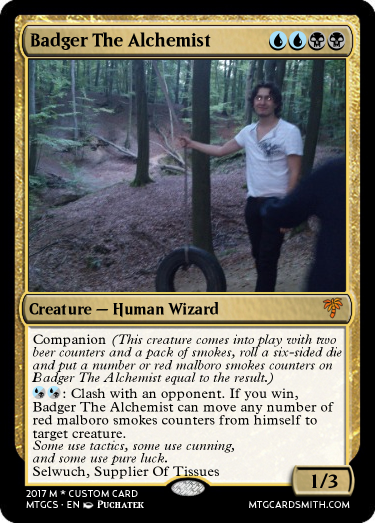 Badger The Alchemist
Creature — Human Wizard
Companion (This creature comes into play with two
beer counters and a pack of smokes, roll a six-sided die
and put a number or red malboro smokes counters on
Badger The Alchemist equal to the result.)
: Clash with an opponent. If you win,
Badger The Alchemist can move any number of
red malboro smokes counters from himself to
target creature.
Some use tactics, some use cunning,
and some use pure luck.
Selwuch, Supplier Of Tissues
1/3
2017 M * CUSTOM CARD
MTGCS • EN Puchatek
MTGCARDSMITH.COM